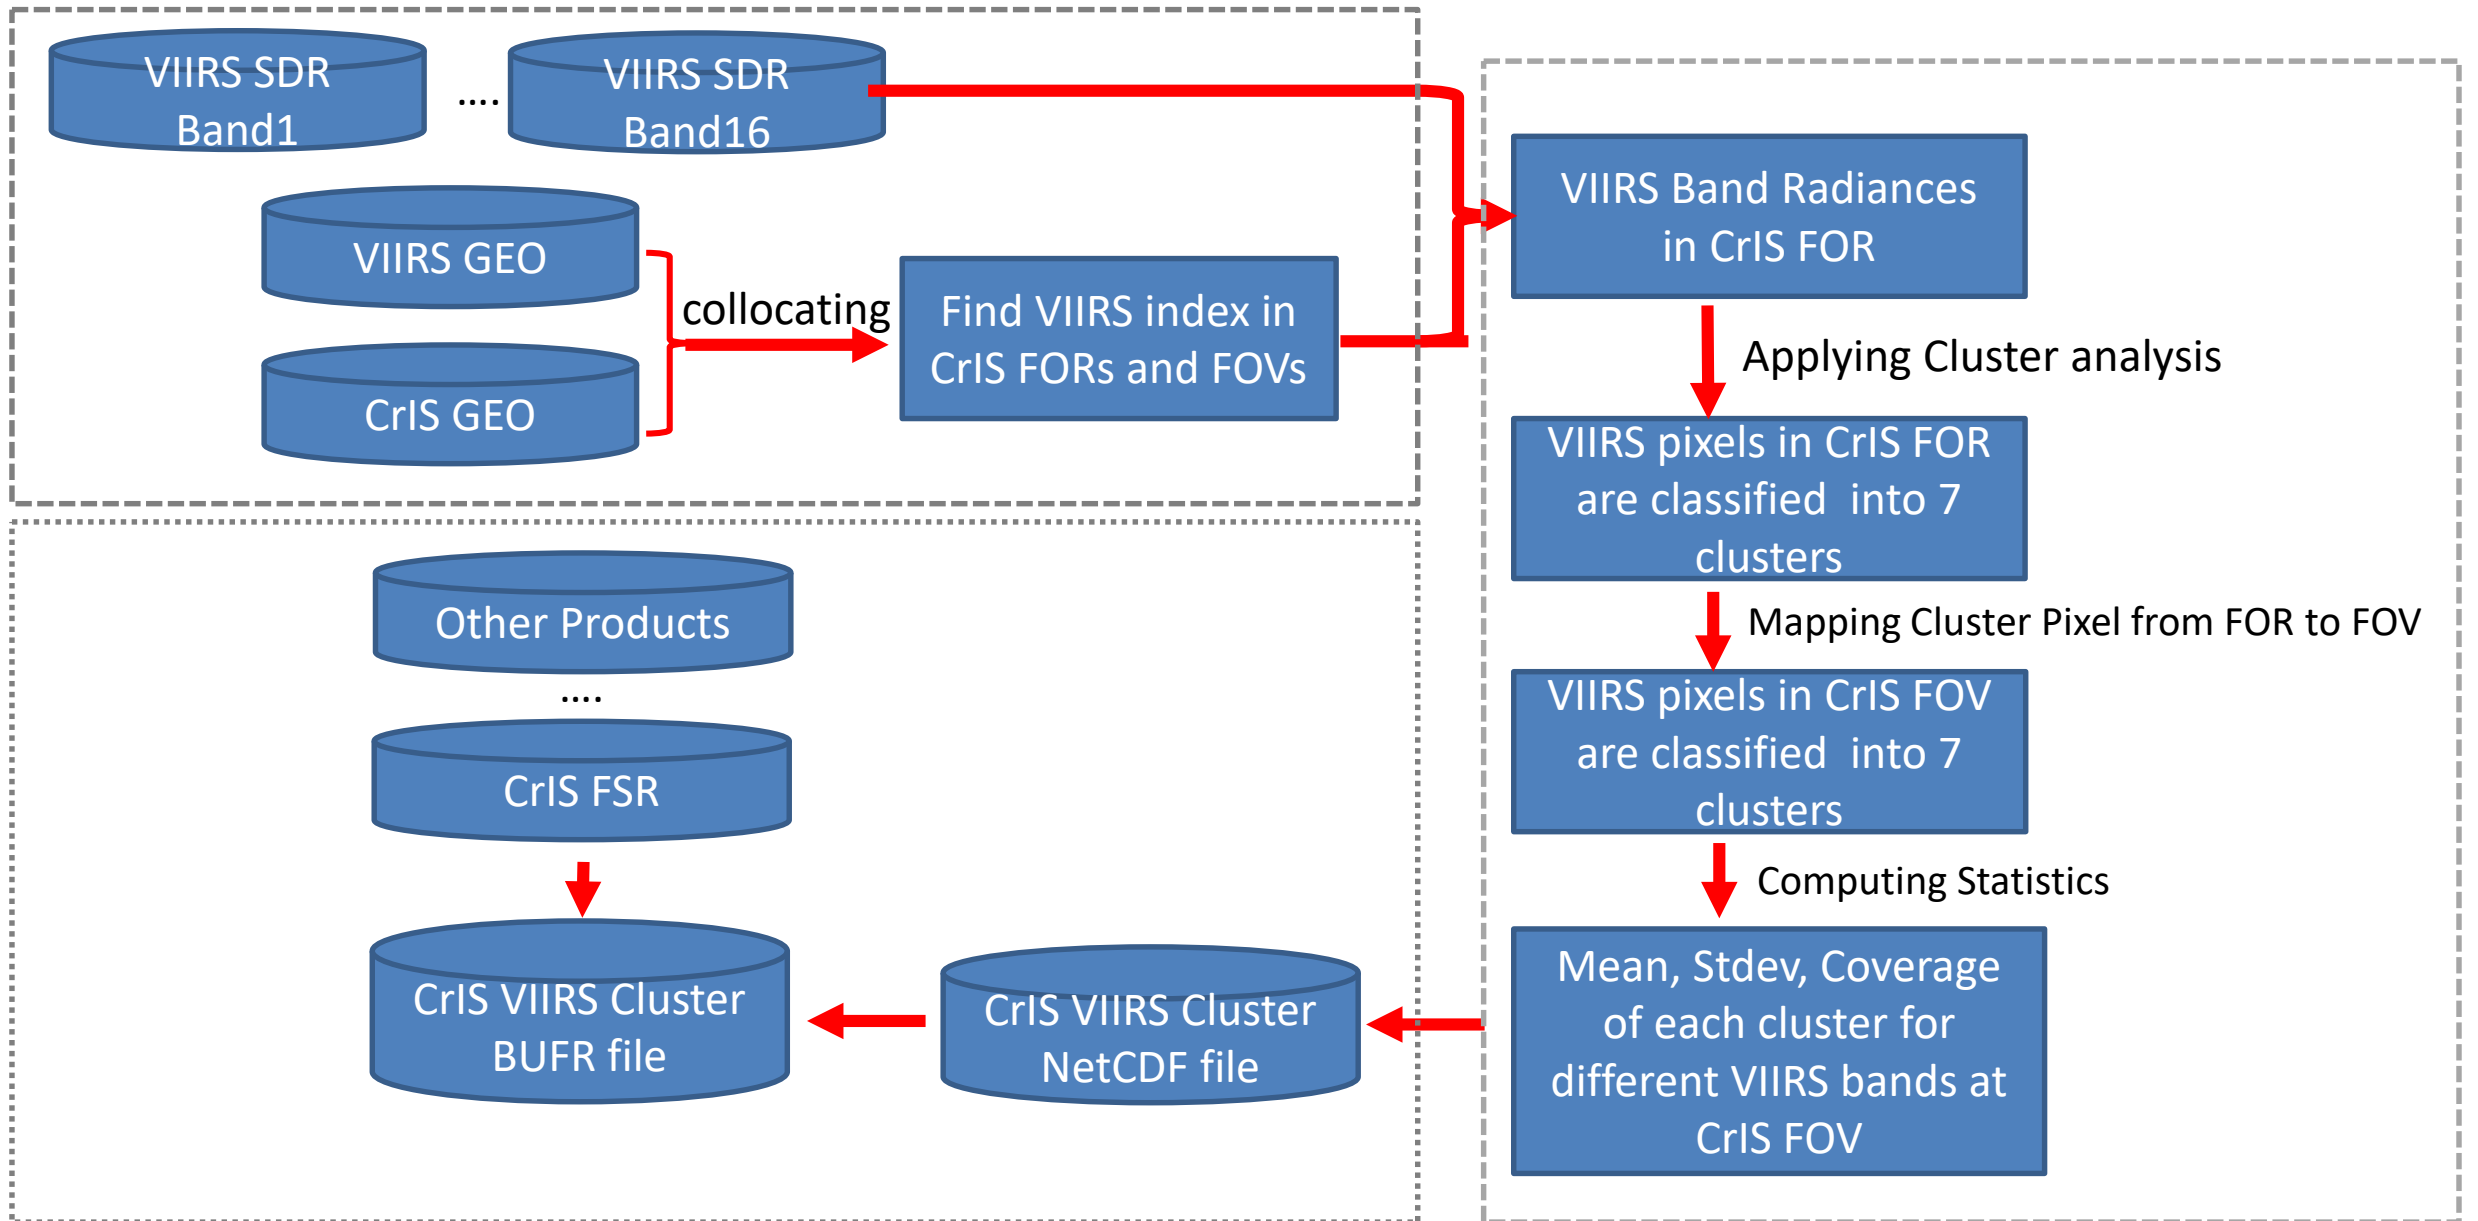 VIIRS SDR
Band1
....
VIIRS SDR
Band16
VIIRS GEO
CrIS GEO
collocating
Find VIIRS index in
CrIS FORs and FOVs
VIIRS Band Radiances
in CrIS FOR
Applying Cluster analysis
VIIRS pixels in CrIS FOR
are classified into 7
clusters
Mapping Cluster Pixel from FOR to FOV
VIIRS pixels in CrIS FOV
are classified into 7
clusters
Computing Statistics
Mean, Stdev, Coverage
of each cluster for
different VIIRS bands at
CrIS FOV
Other Products
....
CrIS FSR
CrIS VIIRS Cluster
BUFR file
CrIS VIIRS Cluster
NetCDF file